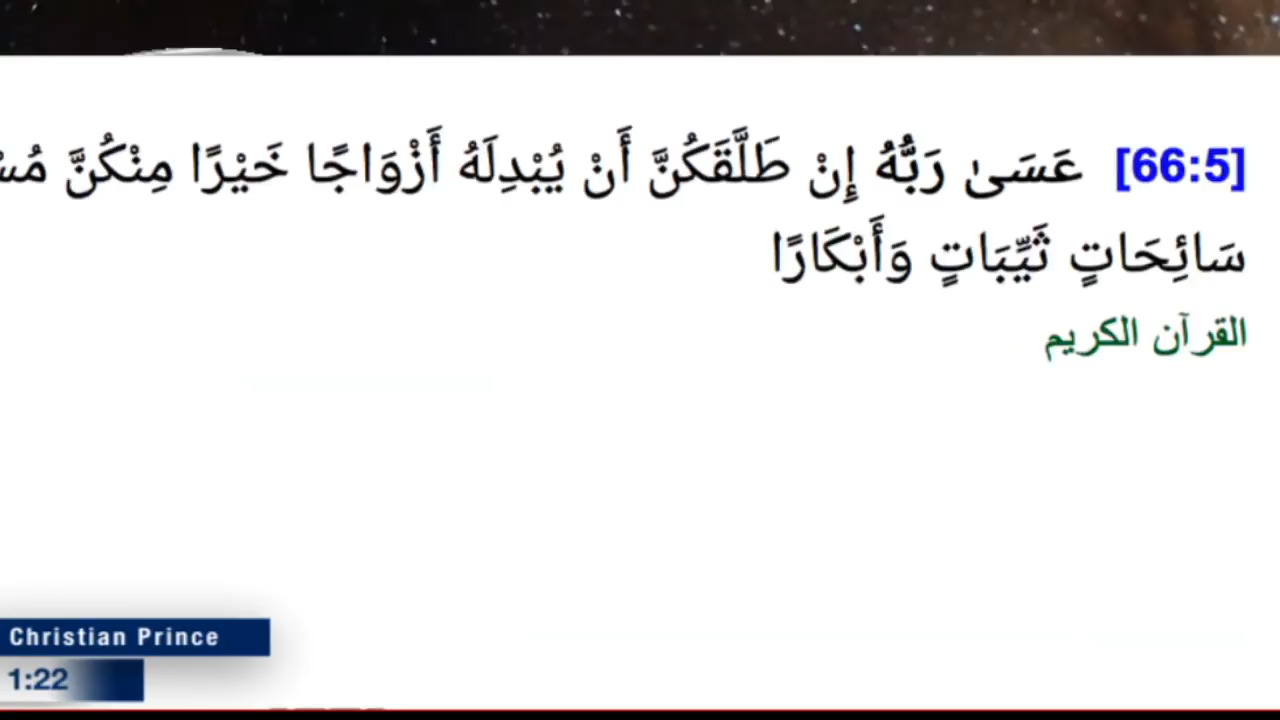 [66:5] عَسَىٰ رَبُّهُ إِنْ طَلَّقَكُنَّ أَنْ يُبْدِلَهُ أَزْوَاجًا خَيْرًا مِنْكُنَّ
سَائِحَاتٍ ثَيِّبَاتٍ وَأَبْكَارًا
القرآن الكريم
Christian Prince
1:22